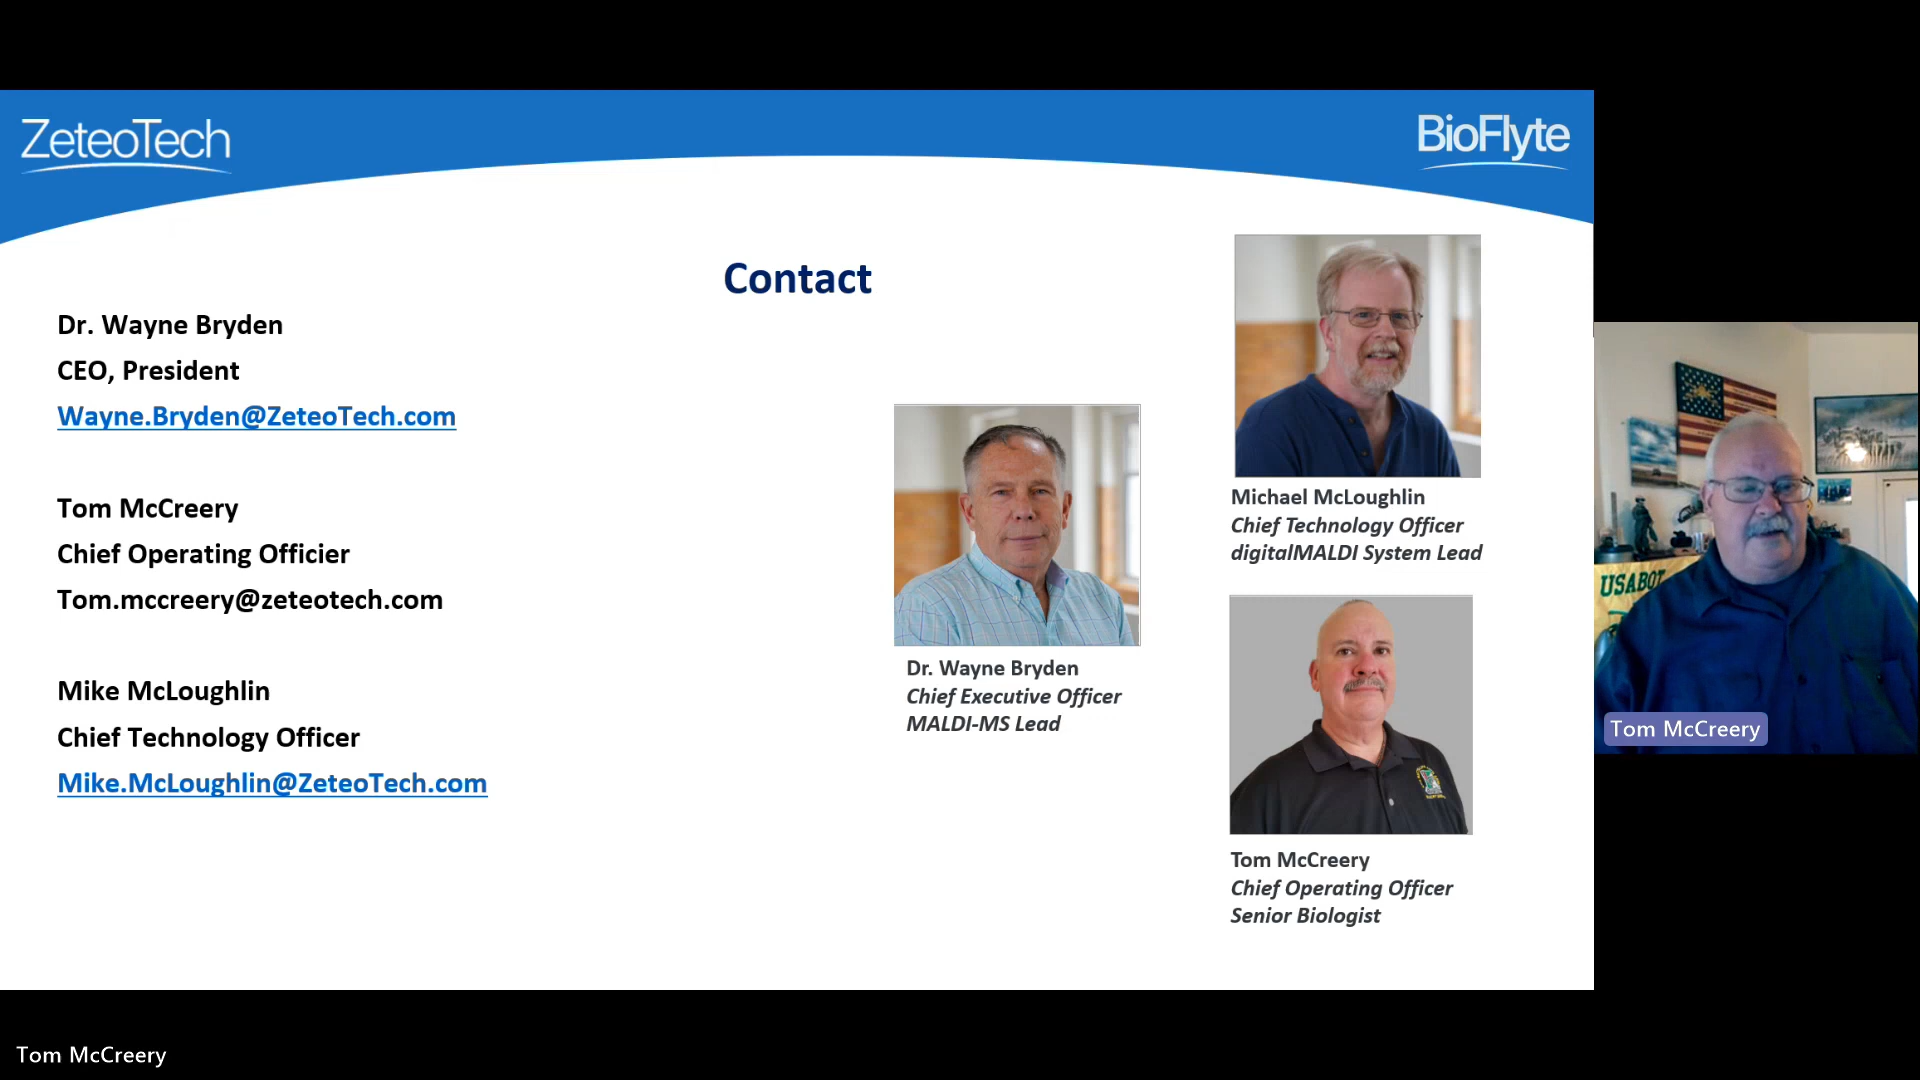 ZeteoTech
BioFlyte
Contact
Dr. Wayne Bryden
CEO, President
Wayne.Bryden@ZeteoTech.com
Tom McCreery
Chief Operating Officier
Tom.mccreery@zeteotech.com
Mike McLoughlin
Chief Technology Officer
Mike.McLoughlin@ZeteoTech.com
Dr. Wayne Bryden
Chief Executive Officer
MALDI-MS Lead
Michael McLoughlin
Chief Technology Officer
digitalMALDI System Lead
Tom McCreery
Chief Operating Officer
Senior Biologist
USABOT
Tom McCreery
Tom McCreery